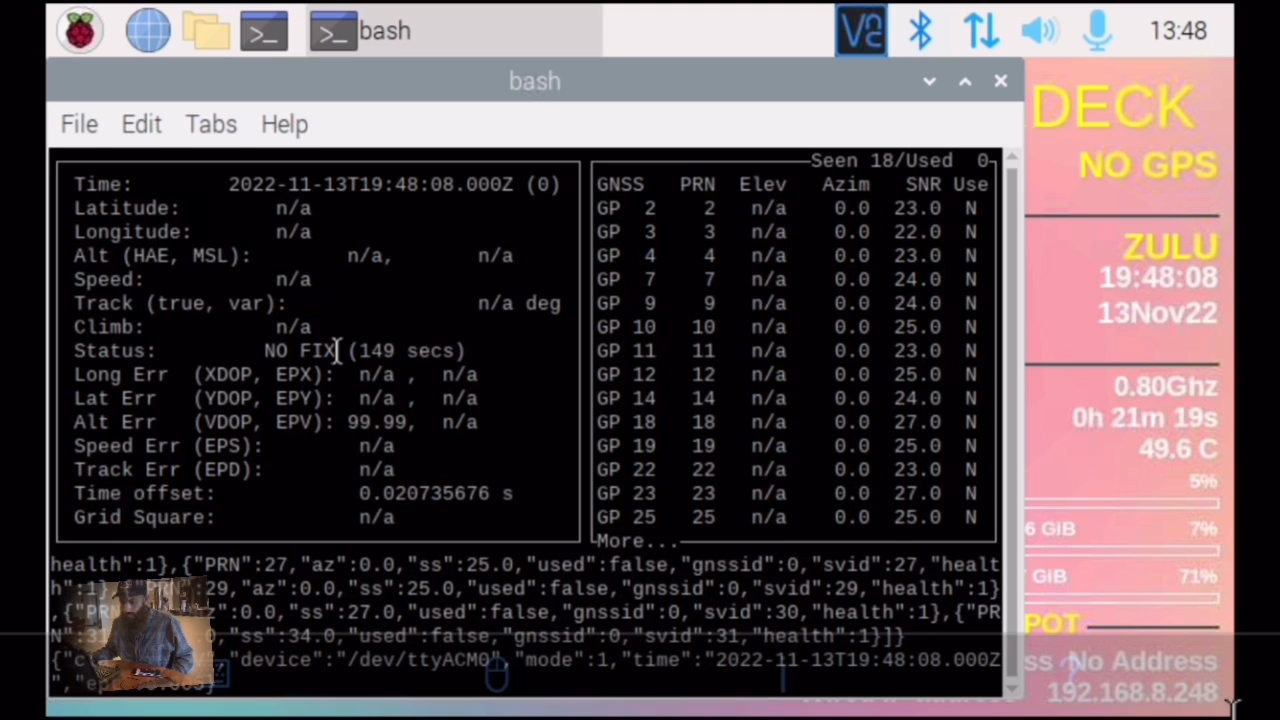 bash
13:48
bash
File Edit Tabs Help
DECK
NO GPS
ZULU
19:48:08
13Nov22
0.80Ghz
0h 21m 19s
49.6 C
5%
6 GiB 7%
GiB 71%
POT
ss No Address
192.168.8.248
Seen 18/Used 0
Time: 2022-11-13T19:48:08.000Z (0)
Latitude: n/a
Longitude: n/a
Alt (HAE, MSL): n/a, n/a
Speed: n/a
Track (true, var): n/a deg
Climb: n/a
Status: NO FIX (149 secs)
Long Err (XDOP, EPX): n/a , n/a
Lat Err (YDOP, EPY): n/a , n/a
Alt Err (VDOP, EPV): 99.99, n/a
Speed Err (EPS): n/a
Track Err (EPD): n/a
Time offset: 0.020735676 s
Grid Square: n/a
GNSS PRN Elev Azim SNR Use
GP 2 2 n/a 0.0 23.0 N
GP 3 3 n/a 0.0 22.0 N
GP 4 4 n/a 0.0 23.0 N
GP 7 7 n/a 0.0 24.0 N
GP 9 9 n/a 0.0 24.0 N
GP 10 10 n/a 0.0 25.0 N
GP 11 11 n/a 0.0 23.0 N
GP 12 12 n/a 0.0 25.0 N
GP 14 14 n/a 0.0 24.0 N
GP 18 18 n/a 0.0 27.0 N
GP 19 19 n/a 0.0 25.0 N
GP 22 22 n/a 0.0 23.0 N
GP 23 23 n/a 0.0 27.0 N
GP 25 25 n/a 0.0 25.0 N
More...
health":1},{"PRN":27,"az":0.0,"ss":25.0,"used":false,"gnssid":0,"svid":27,"healt
h":1 29,"az":0.0,"ss":25.0,"used":false,"gnssid":0,"svid":29,"health":1}
,{"PR z":0.0,"ss":27.0,"used":false,"gnssid":0,"svid":30,"health":1},{"PR
N":31 .0,"ss":34.0,"used":false,"gnssid":0,"svid":31,"health":1}]}
{"c "device":"/dev/ttyACM0","mode":1,"time":"2022-11-13T19:48:08.000Z